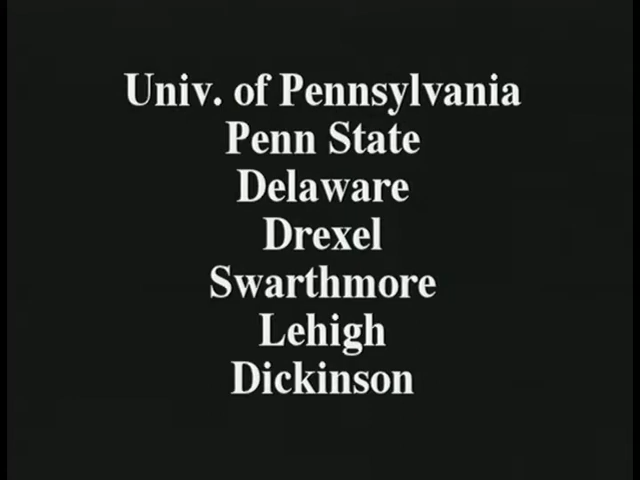 Univ. of Pennsylvania
Penn State
Delaware
Drexel
Swarthmore
Lehigh
Dickinson